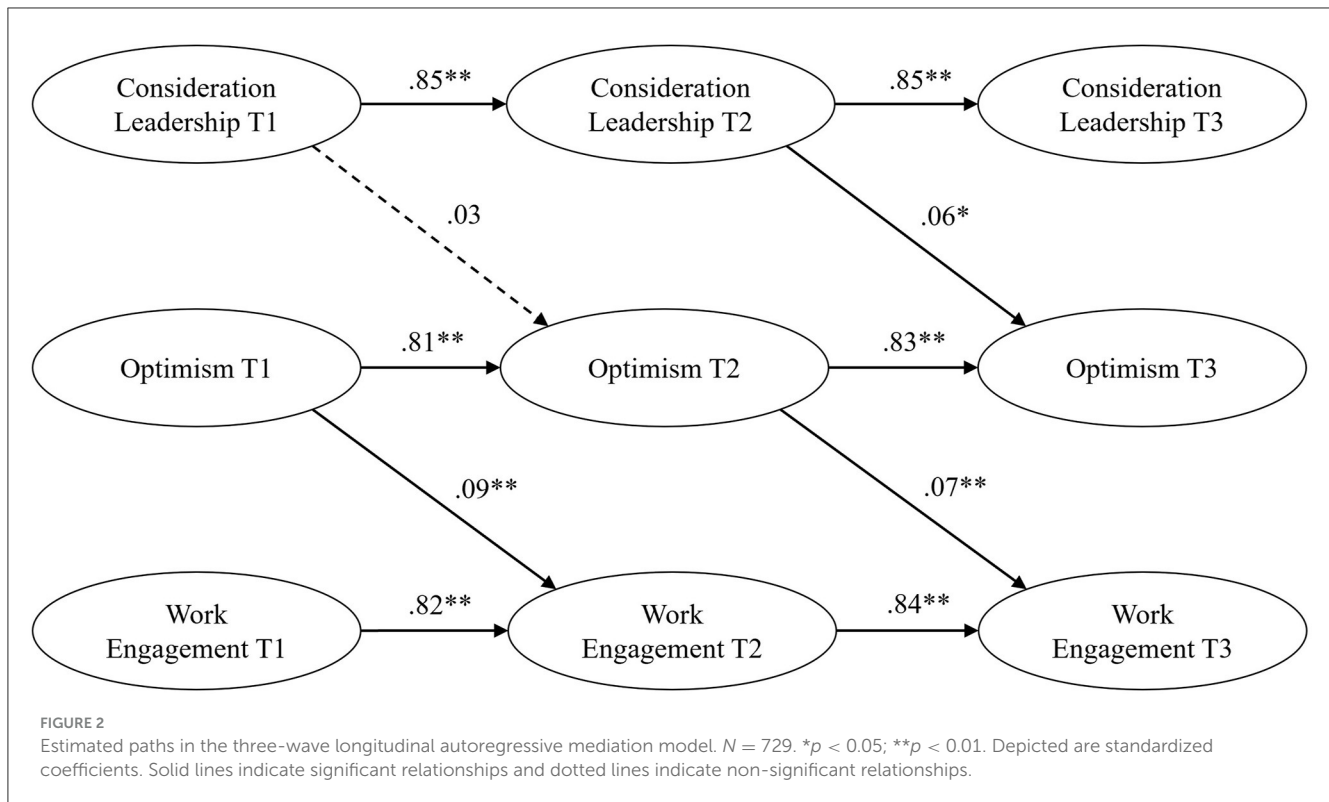 Consideration
Leadership T1
.85**
Consideration
Leadership T2
.85**
Consideration
Leadership T3
.03
.06*
Optimism T1
.81**
Optimism T2
.83**
Optimism T3
.09**
.07**
Work
Engagement T1
.82**
Work
Engagement T2
.84**
Work
Engagement T3
FIGURE 2
Estimated paths in the three-wave longitudinal autoregressive mediation model. N = 729. *p < 0.05; **p < 0.01. Depicted are standardized
coefficients. Solid lines indicate significant relationships and dotted lines indicate non-significant relationships.